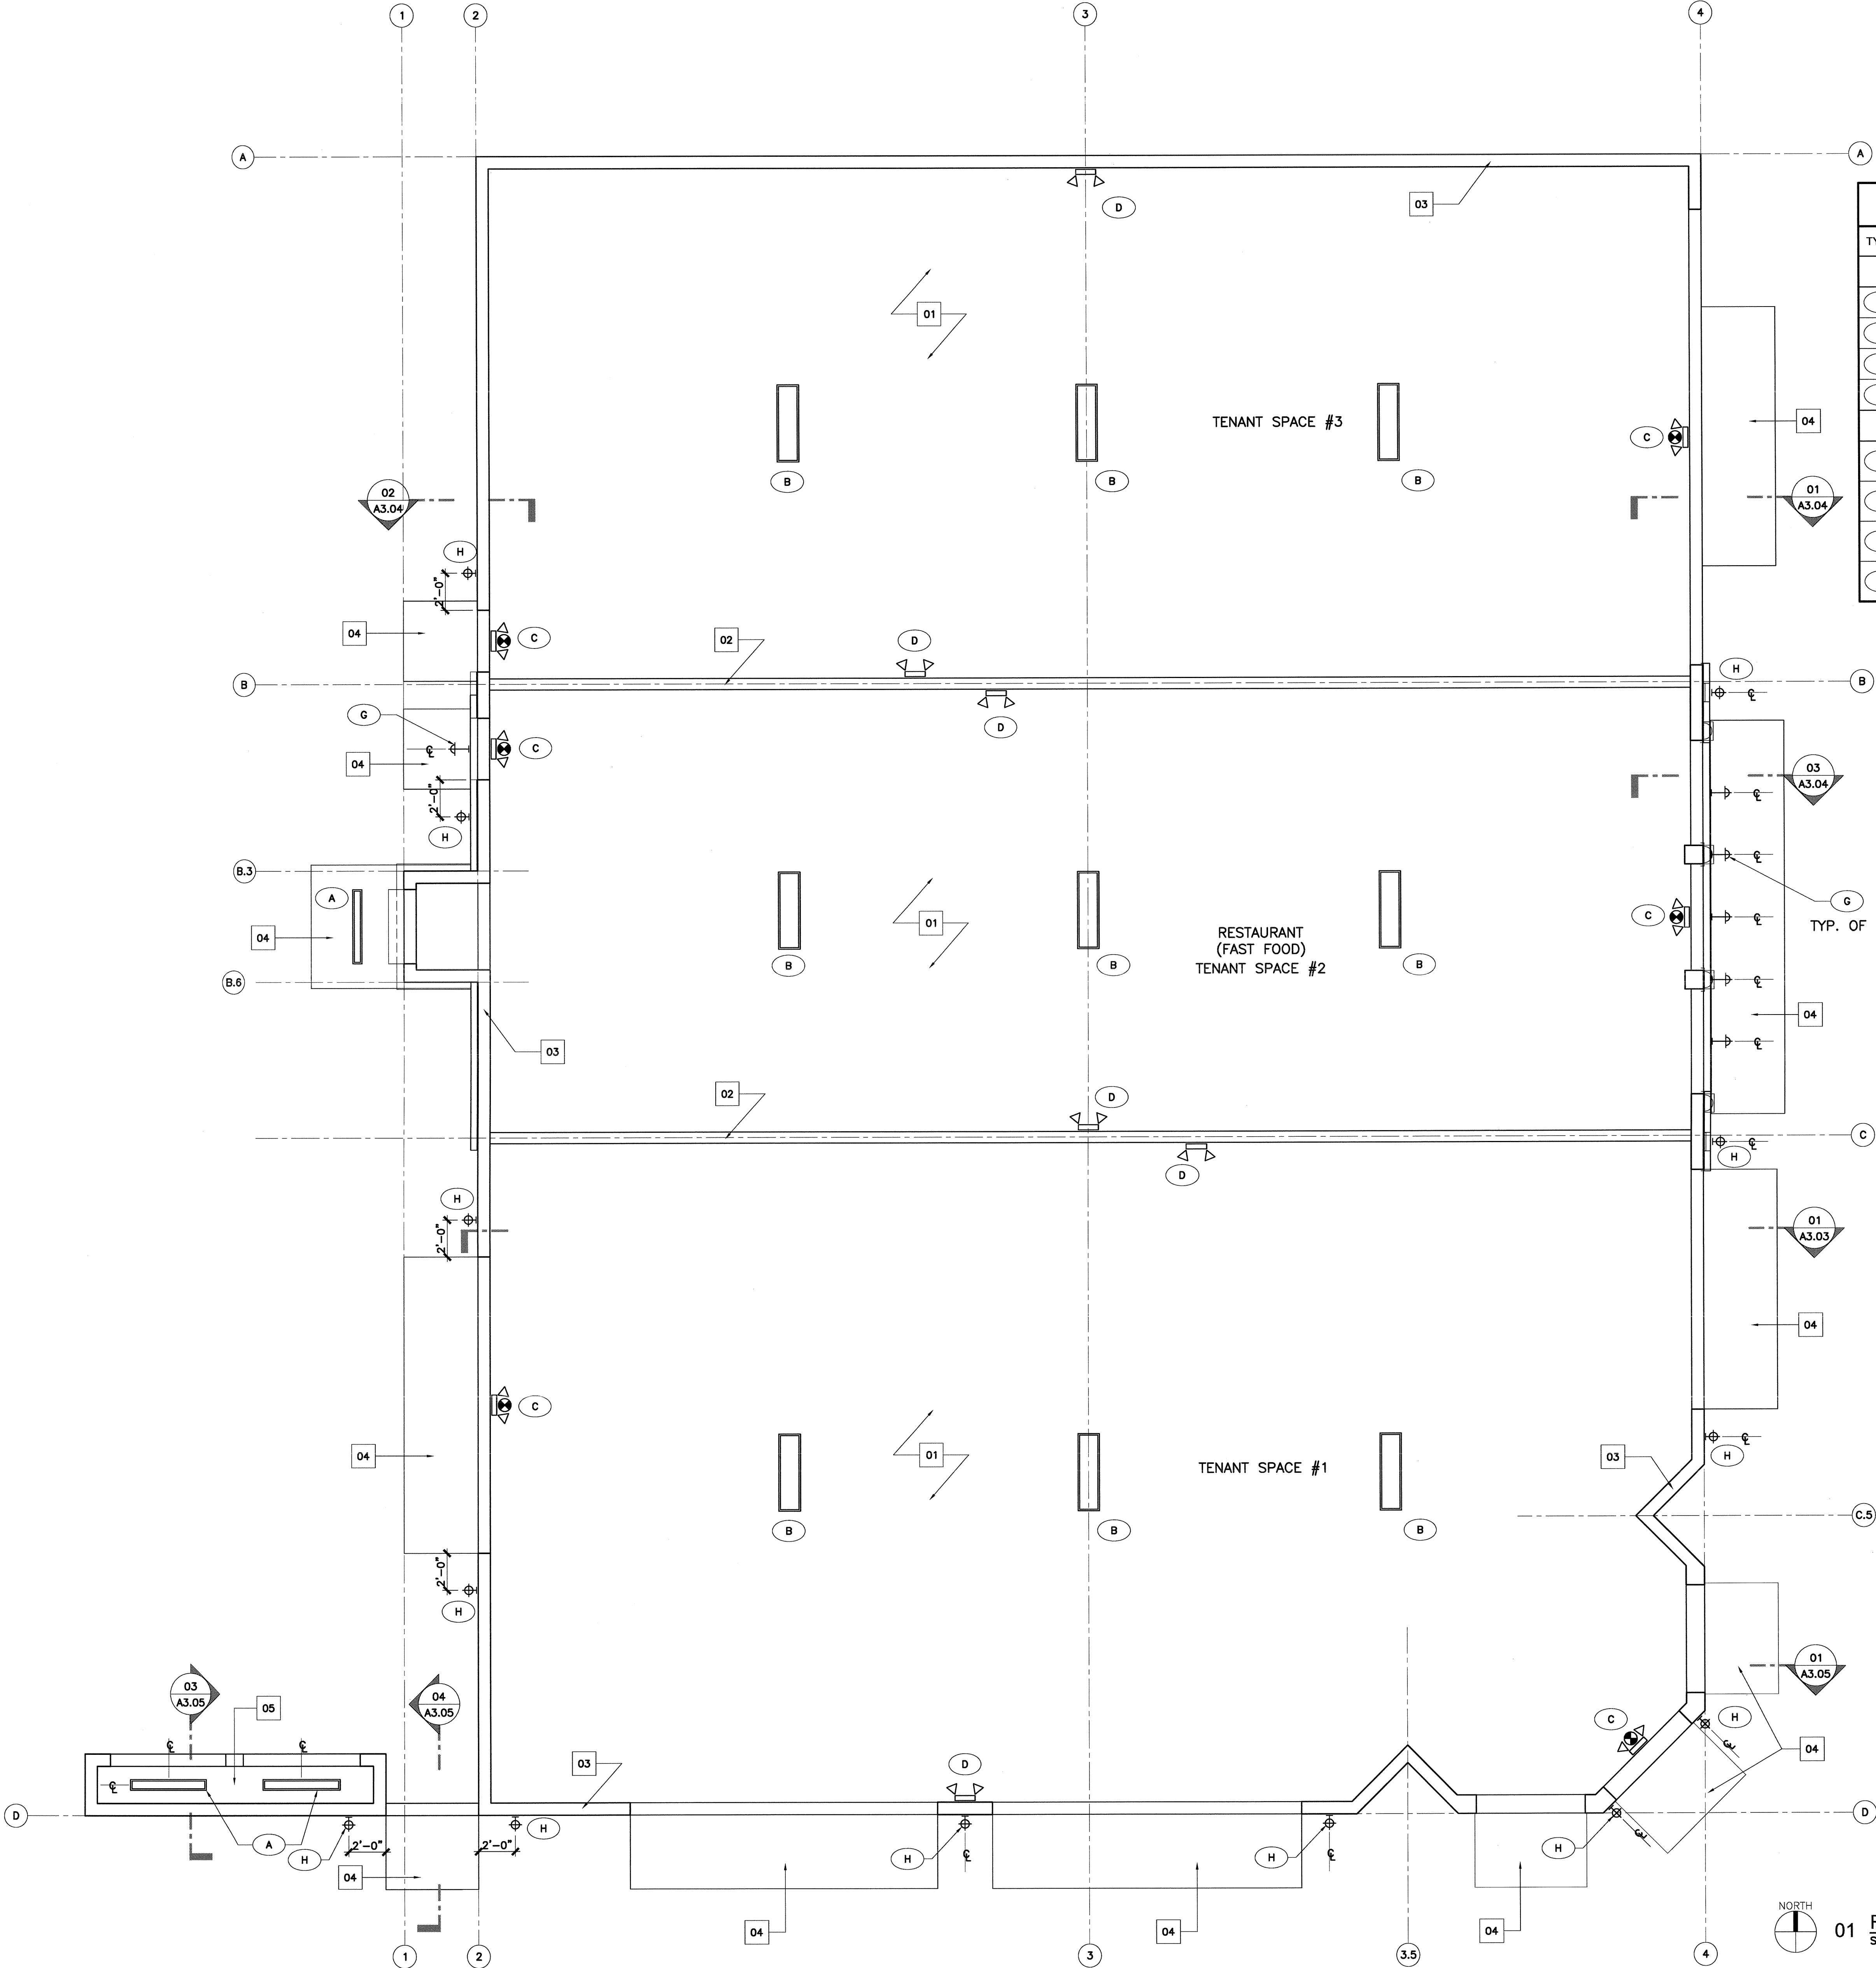 1
2
3
4
A
A
D
03
TY
01
TENANT SPACE #3
C
04
B
B
B
02
A3.04
01
A3.04
H
2'-0"
04
C
02
D
H
B
B
G
C
D
04
2'-0"
H
03
A3.04
B.3
A
G
TYP. OF
01
C
04
RESTAURANT
(FAST FOOD)
TENANT SPACE #2
B
B
B
B.6
04
03
02
D
C
H
D
H
2'-0"
01
A3.03
04
C
04
01
TENANT SPACE #1
03
H
C.5
B
B
B
2'-0"
H
01
A3.05
03
A3.05
04
A3.05
05
C
H
04
℄
℄
℄
03
D
D
D
A
H
2'-0"
2'-0"
H
H
H
H
04
04
04
04
NORTH
01
1
2
3
3.5
4